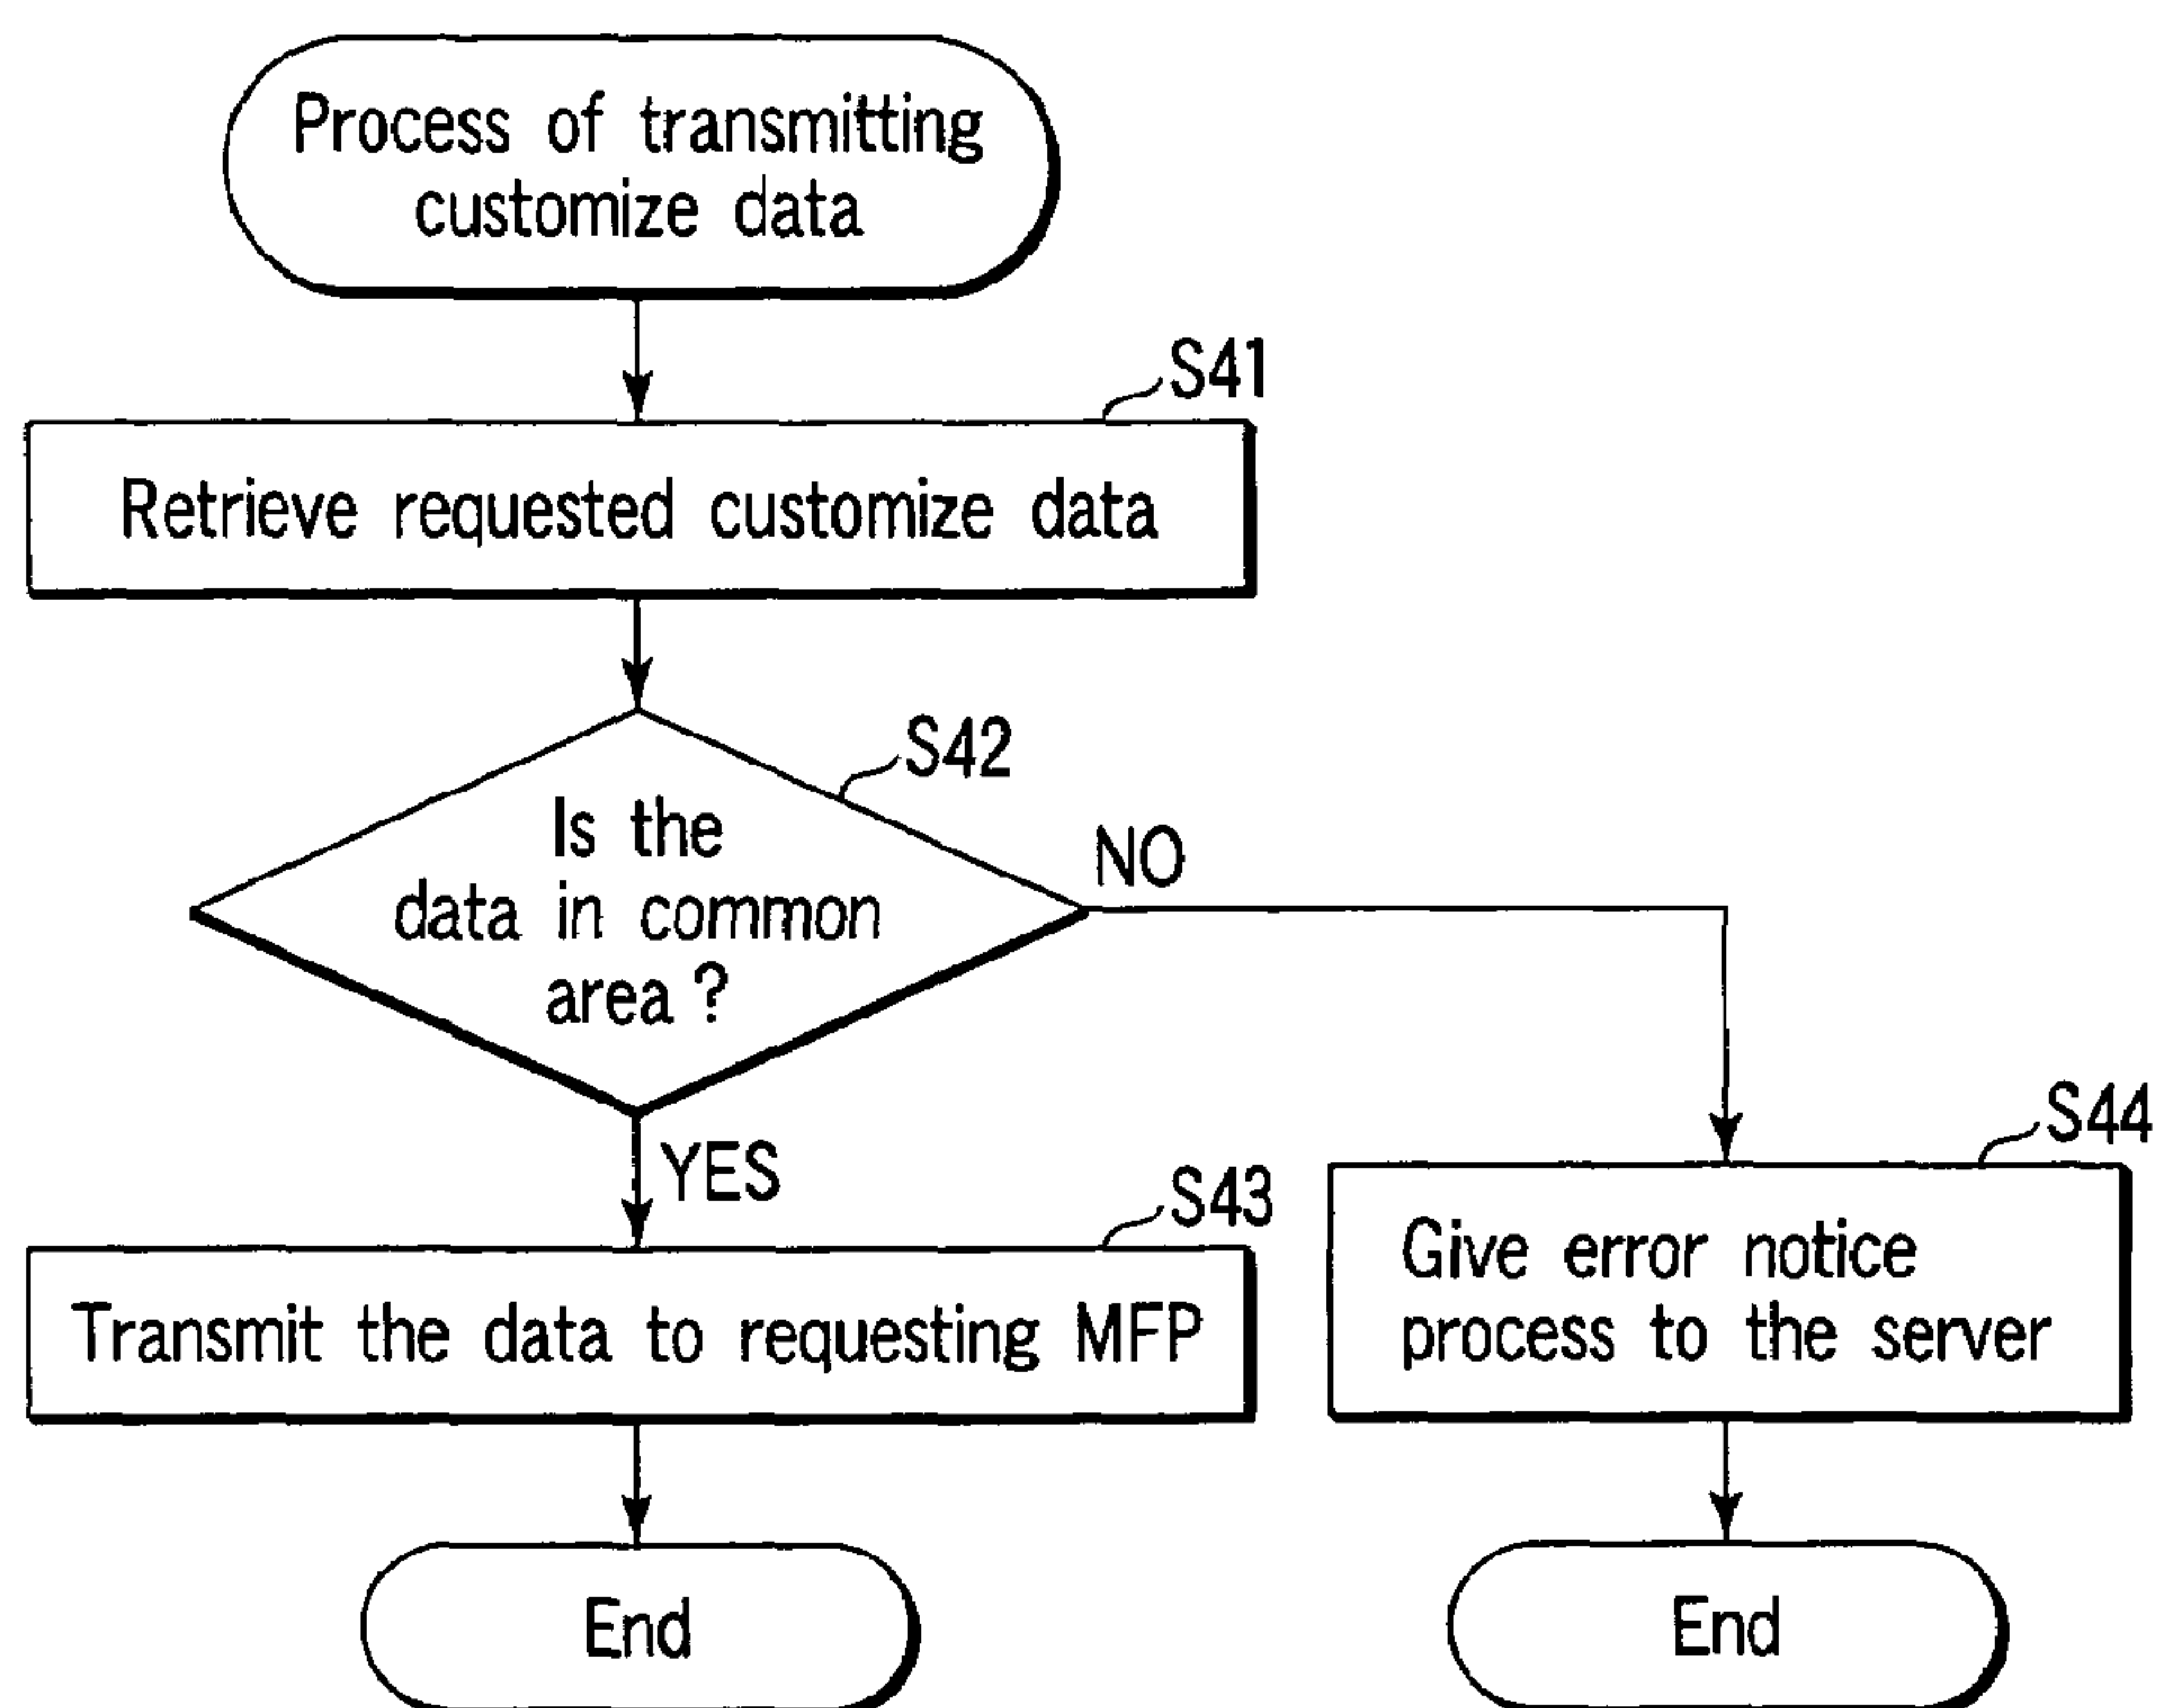 Process of transmitting
customize data
S41
Retrieve requested customize data
S42
Is the
data in common
area ?
NO
YES
S43
Transmit the data to requesting MFP
S44
Give error notice
process to the server
End
End